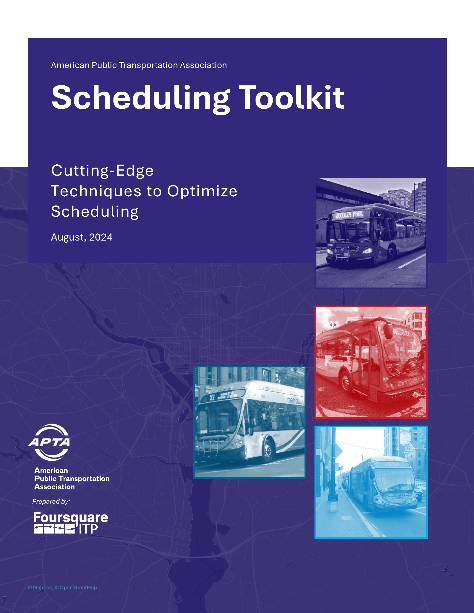 American Public Transportation Association
Scheduling Toolkit
Cutting-Edge
Techniques to Optimize
Scheduling
August, 2024
APTA
American
Public Transportation
Association
Prepared by:
Foursquare
ITP